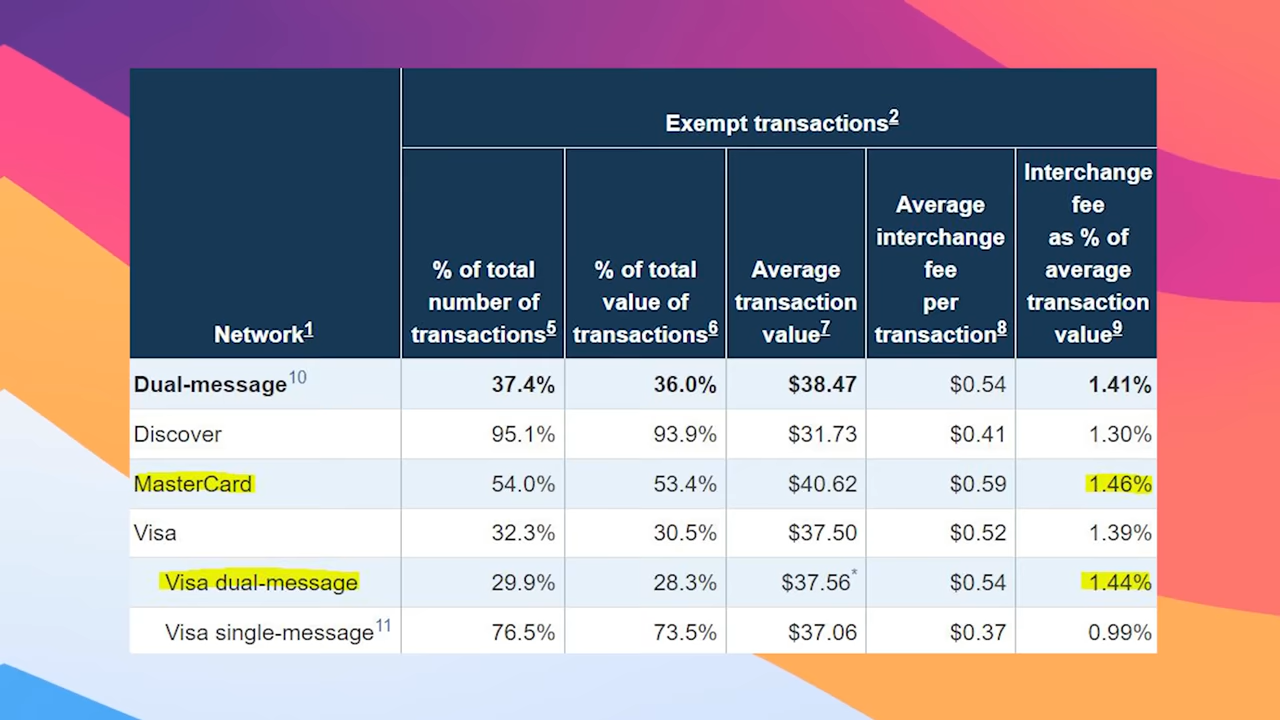 Exempt transactions2
Network1
% of total
number of
transactions5
% of total
value of
transactions6
Average
transaction
value7
Average
interchange
fee
per
transaction8
Interchange
fee
as % of
average
transaction
value9
Dual-message10 37.4% 36.0% $38.47 $0.54 1.41%
Discover 95.1% 93.9% $31.73 $0.41 1.30%
MasterCard 54.0% 53.4% $40.62 $0.59 1.46%
Visa 32.3% 30.5% $37.50 $0.52 1.39%
Visa dual-message 29.9% 28.3% $37.56* $0.54 1.44%
Visa single-message11 76.5% 73.5% $37.06 $0.37 0.99%